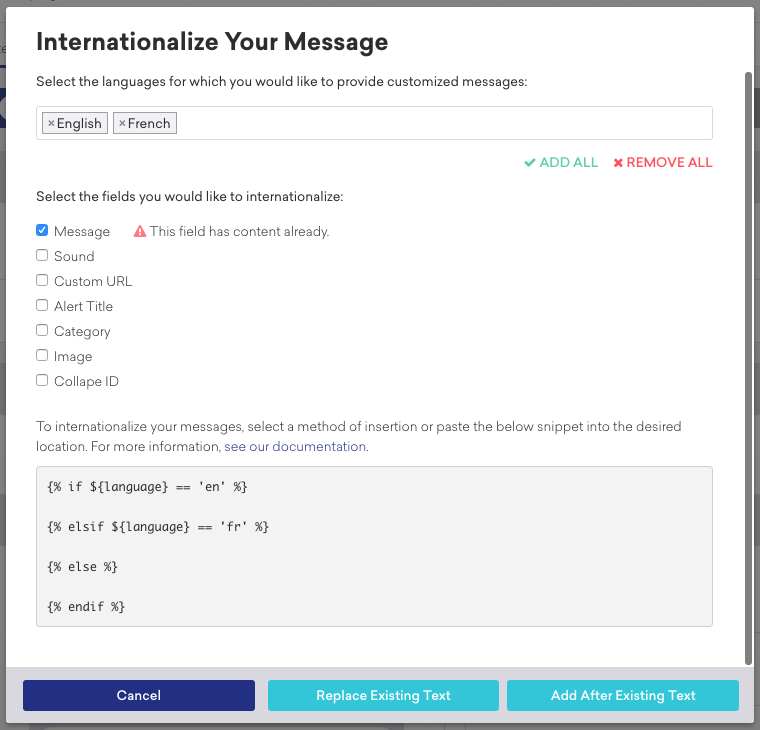 Internationalize Your Message
Select the languages for which you would like to provide customized messages:
×English ×French
ADD ALL REMOVE ALL
Select the fields you would like to internationalize:
Message This field has content already.
Sound
Custom URL
Alert Title
Category
Image
Collape ID
To internationalize your messages, select a method of insertion or paste the below snippet into the desired
location. For more information, see our documentation.
{% if ${language} == 'en' %}
{% elsif ${language} == 'fr' %}
{% else %}
{% endif %}
Cancel Replace Existing Text Add After Existing Text